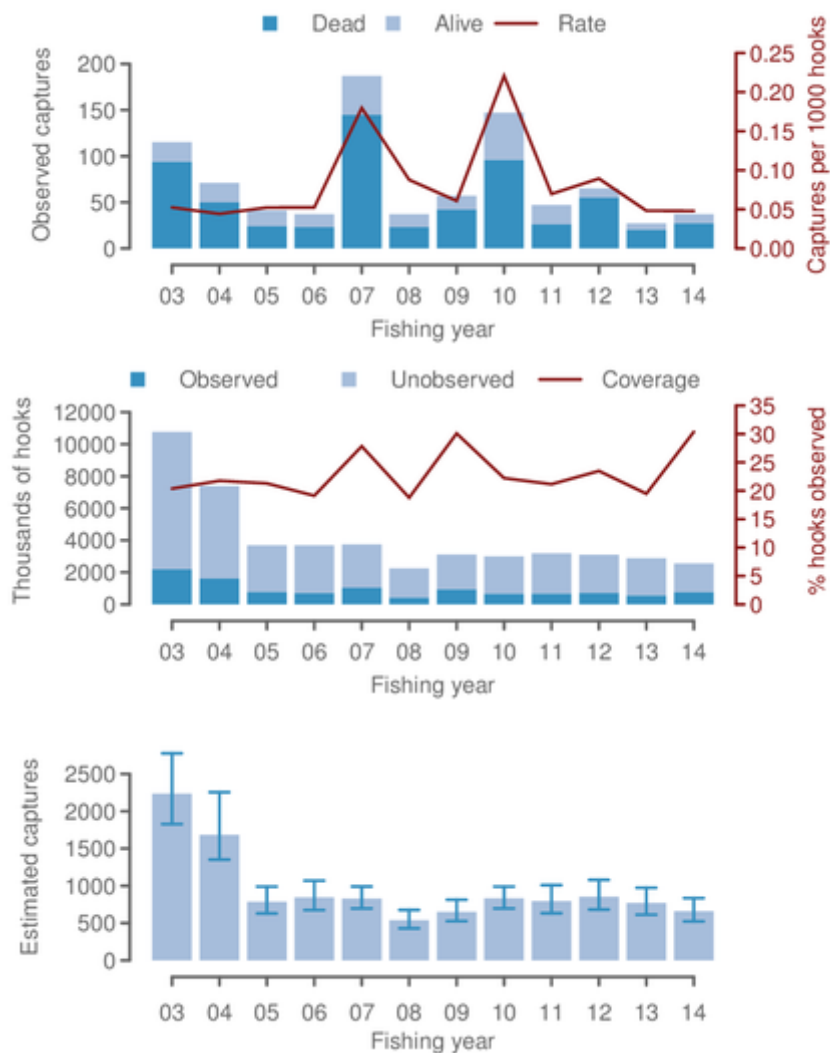 Dead Alive Rate
Observed captures
200
150
100
50
0
0.25
0.20
0.15
0.10
0.05
0.00
Captures per 1000 hooks
03 04 05 06 07 08 09 10 11 12 13 14
Fishing year
Observed Unobserved Coverage
Thousands of hooks
12000
10000
8000
6000
4000
2000
0
35
30
25
20
15
10
5
0
% hooks observed
03 04 05 06 07 08 09 10 11 12 13 14
Fishing year
Estimated captures
2500
2000
1500
1000
500
0
03 04 05 06 07 08 09 10 11 12 13 14
Fishing year